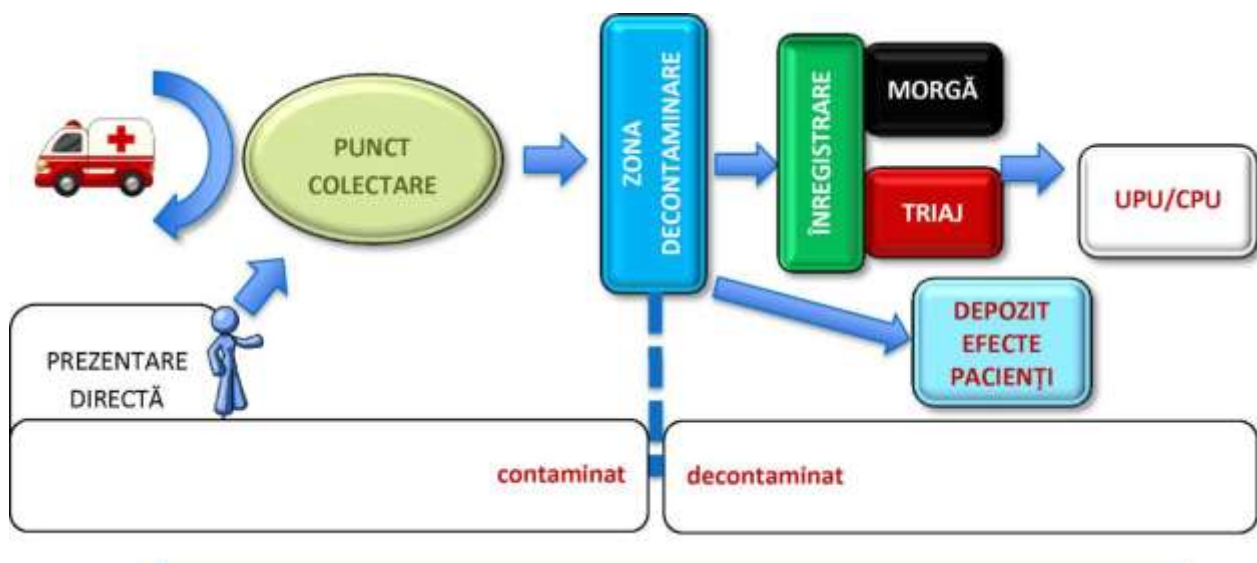 PUNCT
COLECTARE
ZONA
DECONTAMINARE
ÎNREGISTRARE
MORGĂ
TRIAJ
UPU/CPU
PREZENTARE
DIRECTĂ
DEPOZIT
EFECTE
PACIENȚI
contaminat
decontaminat